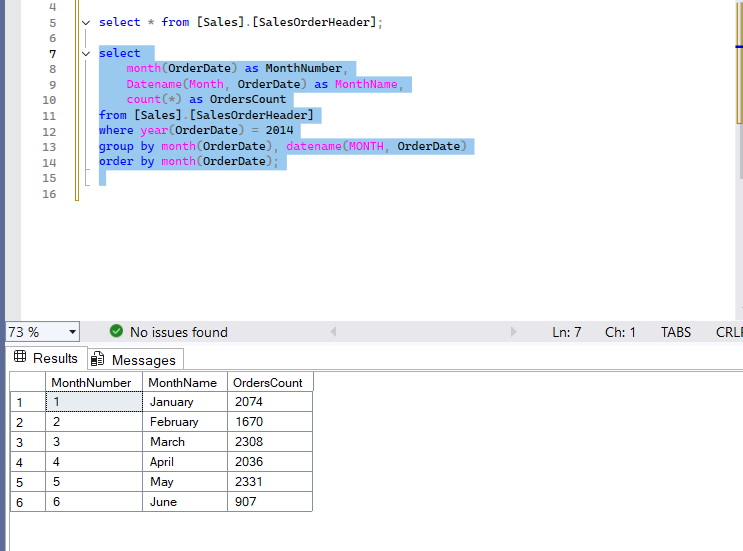 4
5 select * from [Sales].[SalesOrderHeader];
6
7 select
8 month(OrderDate) as MonthNumber,
9 Datename(Month, OrderDate) as MonthName,
10 count(*) as OrdersCount
11 from [Sales].[SalesOrderHeader]
12 where year(OrderDate) = 2014
13 group by month(OrderDate), datename(MONTH, OrderDate)
14 order by month(OrderDate);
15
16
73 % No issues found Ln: 7 Ch: 1 TABS CRLF
Results Messages
MonthNumber MonthName OrdersCount
1 1 January 2074
2 2 February 1670
3 3 March 2308
4 4 April 2036
5 5 May 2331
6 6 June 907